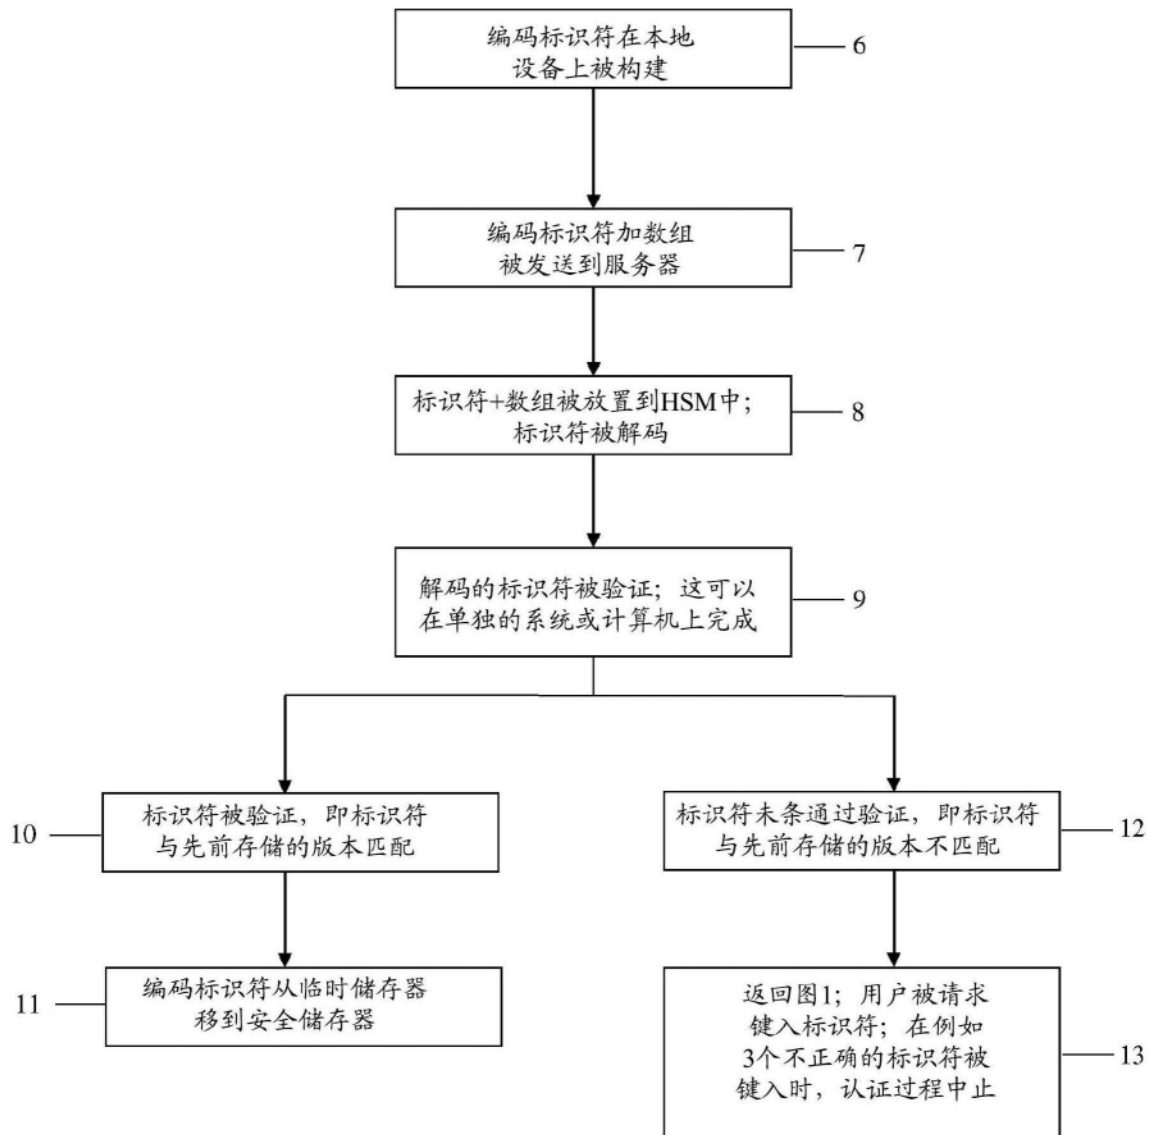 编码标识符在本地
设备上被构建
6
编码标识符加数组
被发送到服务器
7
标识符+数组被放置到HSM中；
标识符被解码
8
解码的标识符被验证；这可以
在单独的系统或计算机上完成
9
标识符被验证，即标识符
与先前存储的版本匹配
10
标识符未条通过验证，即标识符
与先前存储的版本不匹配
12
编码标识符从临时储存器
移到安全储存器
11
返回图1；用户被请求
键入标识符；在例如
3个不正确的标识符被
键入时，认证过程中止
13